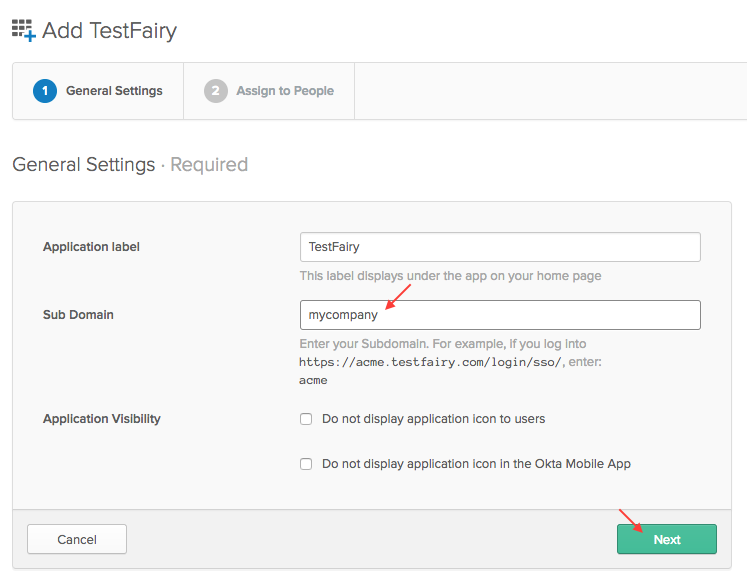 Add TestFairy
1 General Settings
2 Assign to People
General Settings · Required
Application label
TestFairy
This label displays under the app on your home page
Sub Domain
mycompany
Enter your Subdomain. For example, if you log into
https://acme.testfairy.com/login/sso/, enter:
acme
Application Visibility
Do not display application icon to users
Do not display application icon in the Okta Mobile App
Cancel
Next